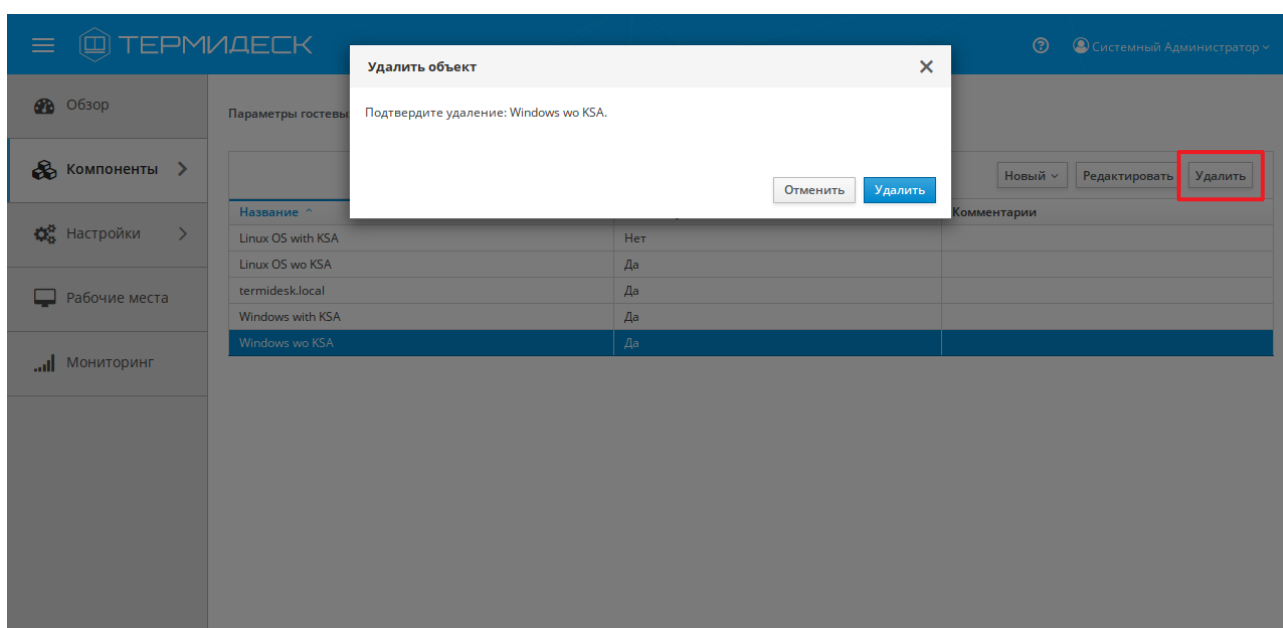 ТЕРМИДЕСК
Системный Администратор
Удалить объект
Подтвердите удаление: Windows wo KSA.
Отменить Удалить
Обзор
Компоненты
Настройки
Рабочие места
Мониторинг
Параметры гостевы
Новый Редактировать Удалить
Название Комментарии
Linux OS with KSA Нет
Linux OS wo KSA Да
termidesk.local Да
Windows with KSA Да
Windows wo KSA Да